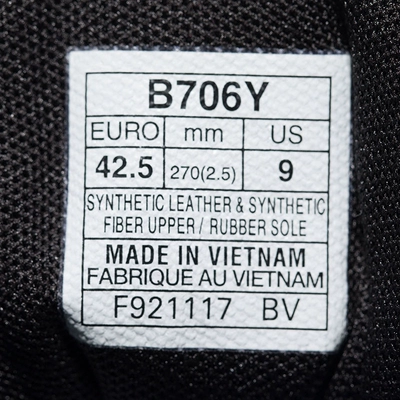 B706Y
EURO mm US
42.5 270(2.5) 9
SYNTHETIC LEATHER & SYNTHETIC
FIBER UPPER / RUBBER SOLE
MADE IN VIETNAM
FABRIQUE AU VIETNAM
F921117 BV